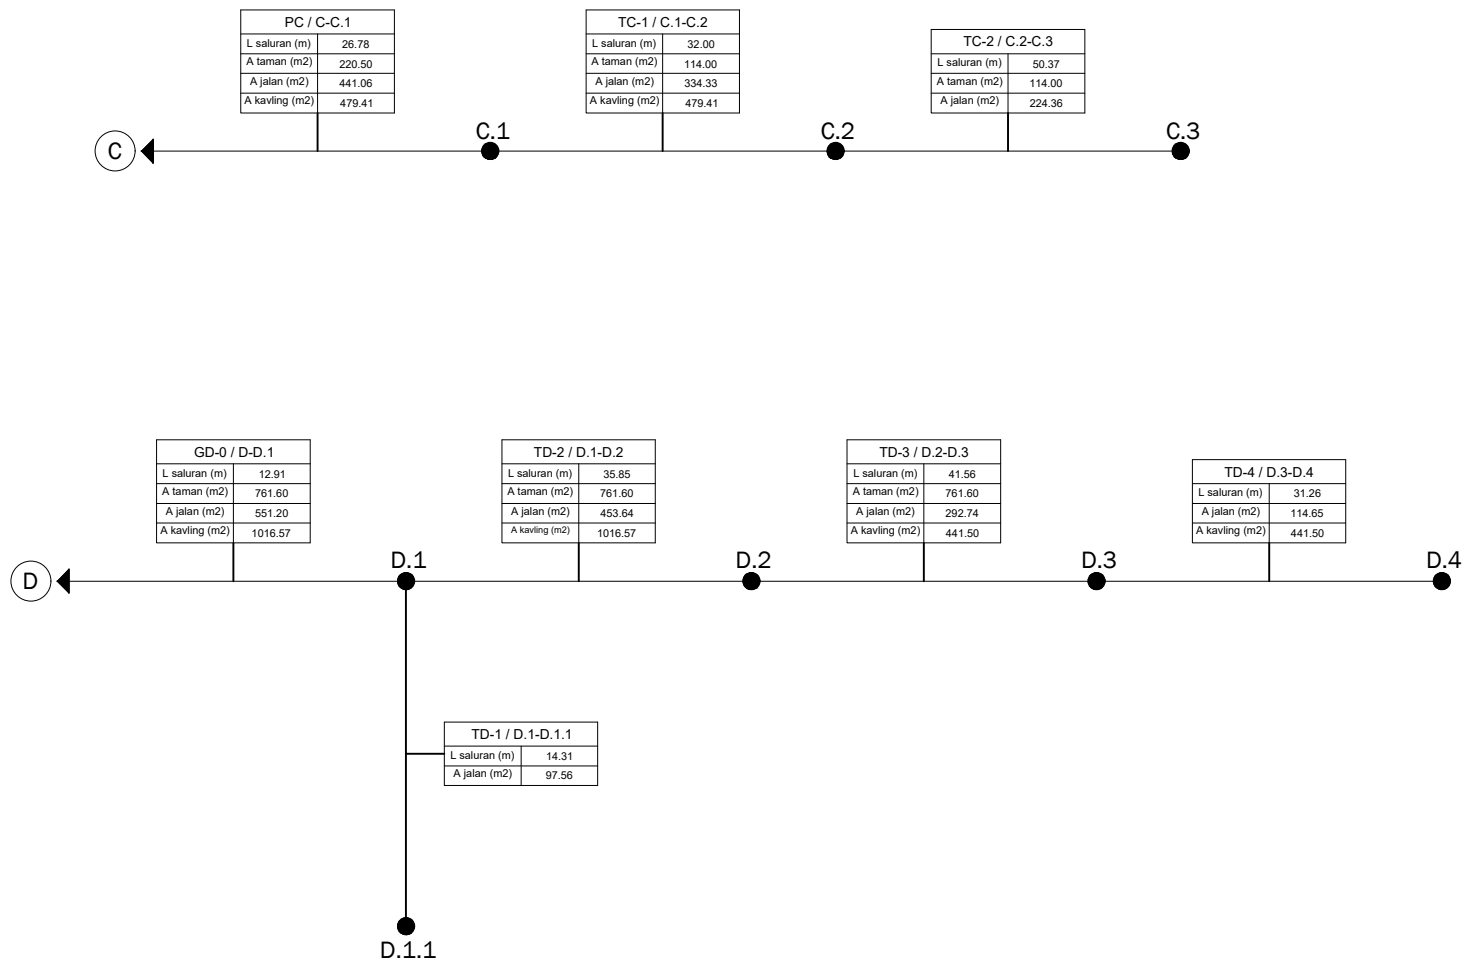 PC / C-C.1
L saluran (m) 26.78
A taman (m2) 220.50
A jalan (m2) 441.06
A kavling (m2) 479.41
TC-1 / C.1-C.2
L saluran (m) 32.00
A taman (m2) 114.00
A jalan (m2) 334.33
A kavling (m2) 479.41
TC-2 / C.2-C.3
L saluran (m) 50.37
A taman (m2) 114.00
A jalan (m2) 224.36
C
C.1
C.2
C.3
GD-0 / D-D.1
L saluran (m) 12.91
A taman (m2) 761.60
A jalan (m2) 551.20
A kavling (m2) 1016.57
TD-2 / D.1-D.2
L saluran (m) 35.85
A taman (m2) 761.60
A jalan (m2) 453.64
A kavling (m2) 1016.57
TD-3 / D.2-D.3
L saluran (m) 41.56
A taman (m2) 761.60
A jalan (m2) 292.74
A kavling (m2) 441.50
TD-4 / D.3-D.4
L saluran (m) 31.26
A jalan (m2) 114.65
A kavling (m2) 441.50
D
D.1
D.2
D.3
D.4
TD-1 / D.1-D.1.1
L saluran (m) 14.31
A jalan (m2) 97.56
D.1.1